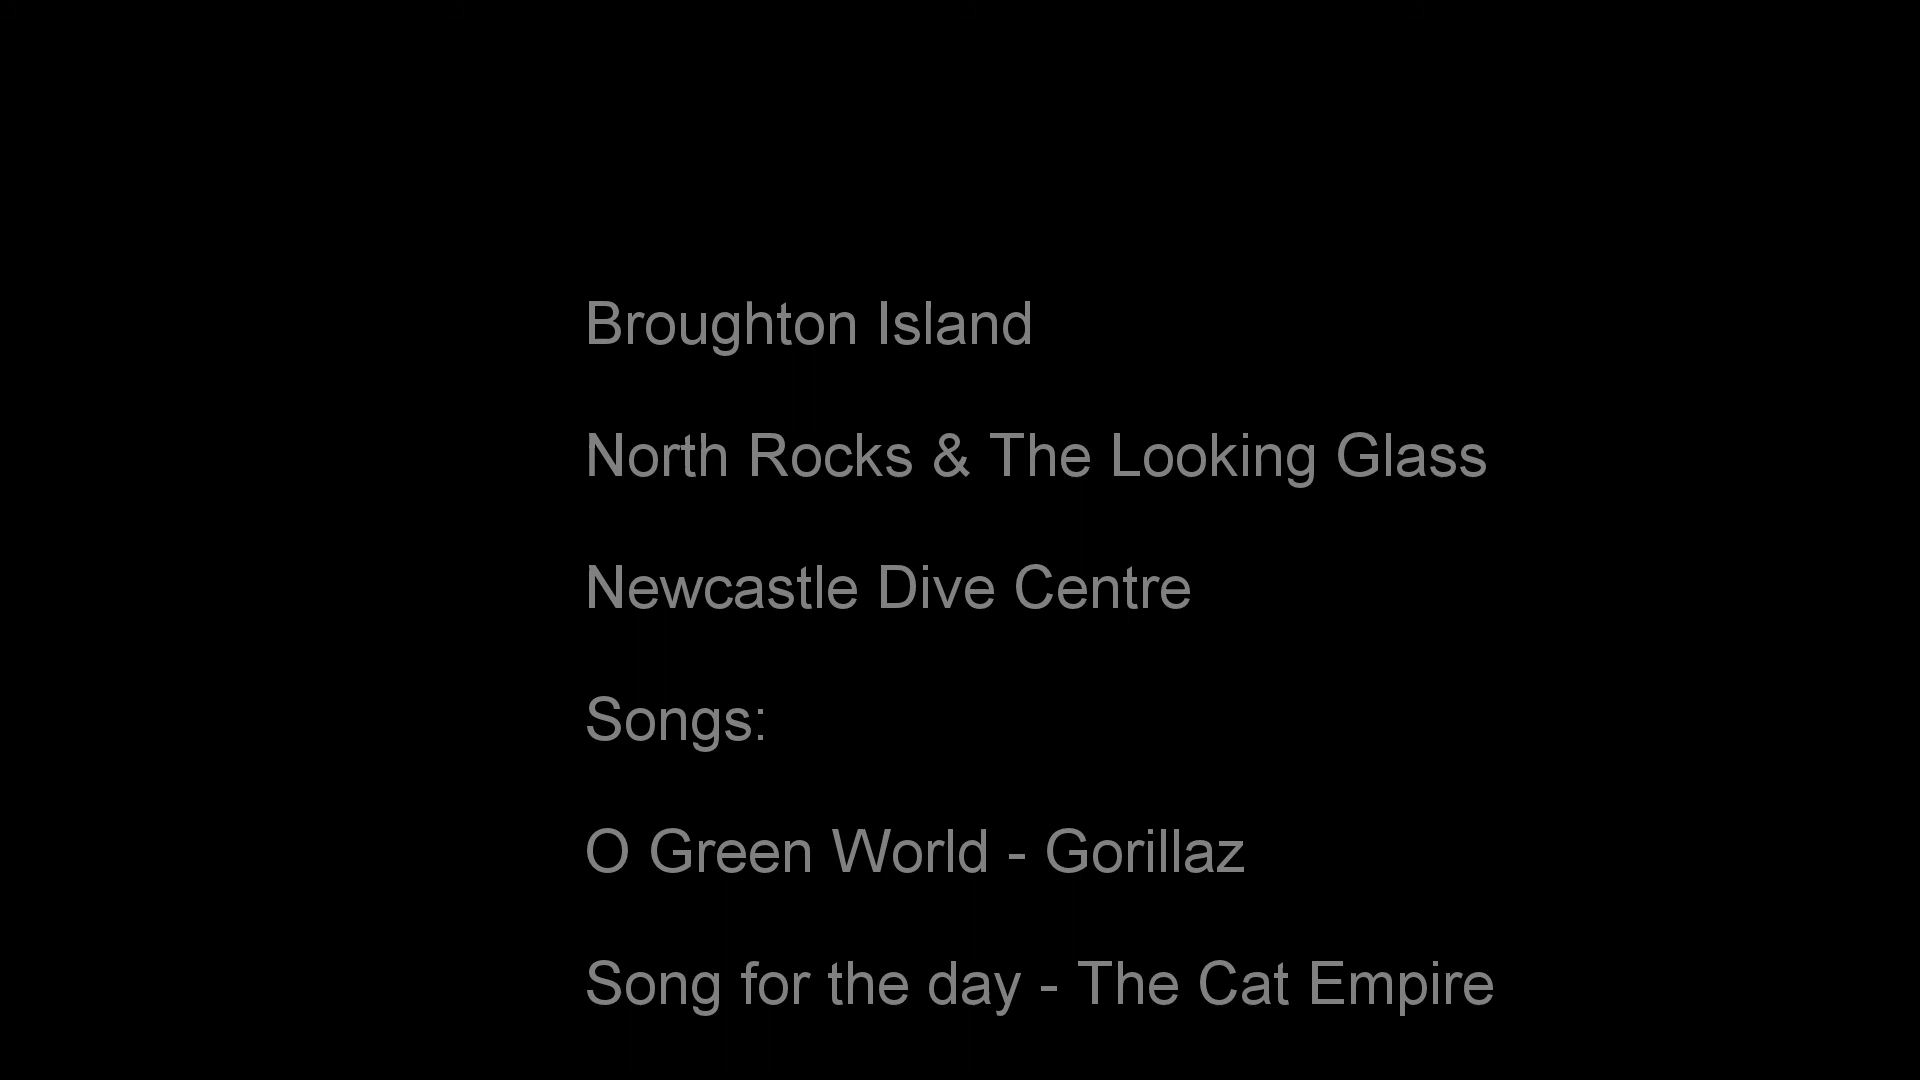 Broughton Island
North Rocks & The Looking Glass
Newcastle Dive Centre
Songs:
O Green World - Gorillaz
Song for the day - The Cat Empire